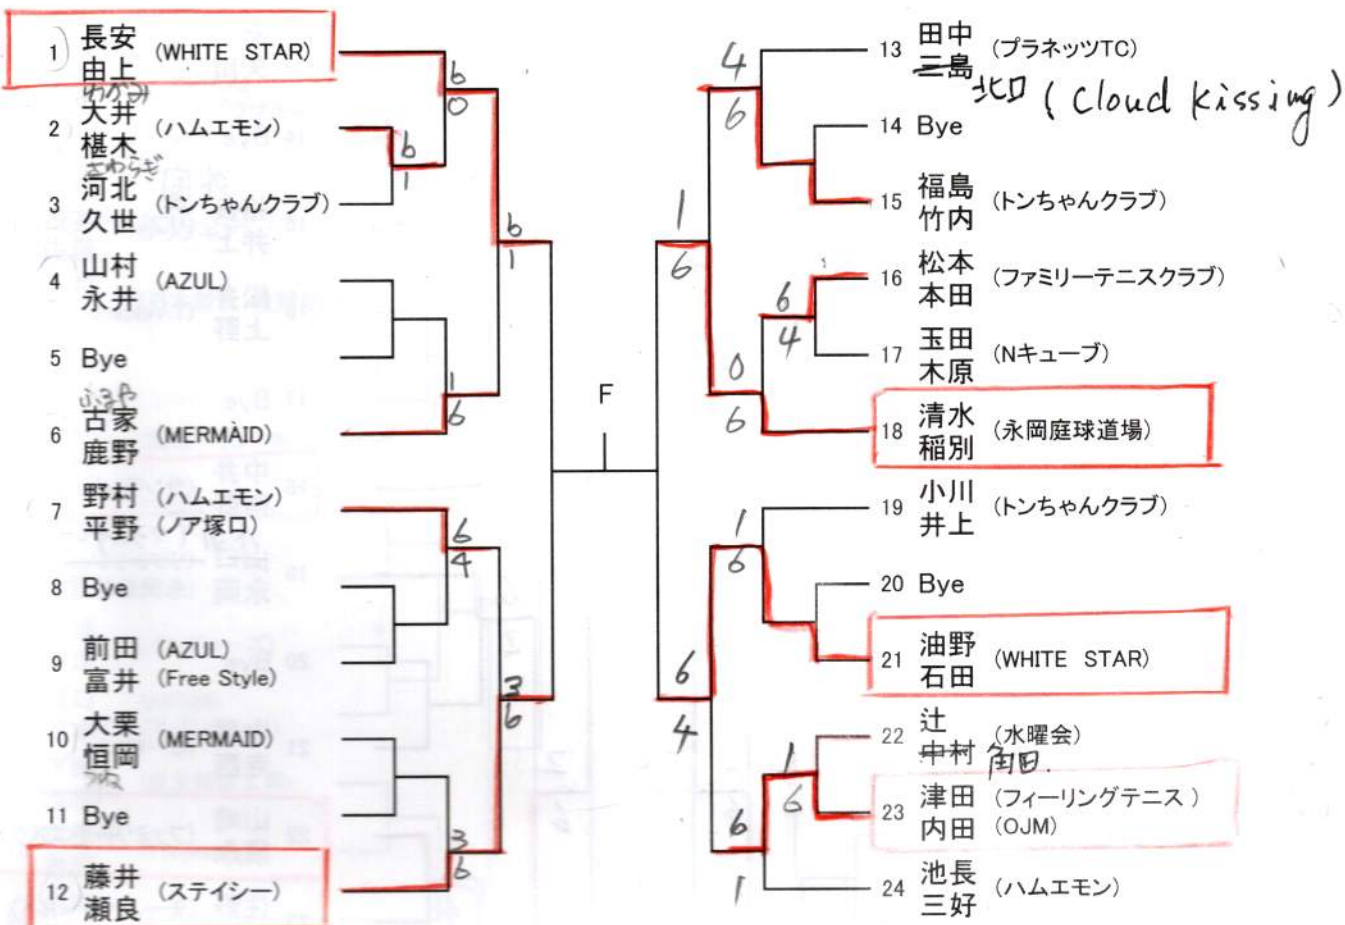 1 長安 (WHITE STAR)
由上
わかみ
2 大井 (ハムエモン)
椹木
さわらぎ
3 河北 (トンちゃんクラブ)
久世
4 山村 (AZUL)
永井
5 Bye
ふるや
6 古家 (MERMAID)
鹿野
7 野村 (ハムエモン)
平野 (ノア塚口)
8 Bye
9 前田 (AZUL)
富井 (Free Style)
10 大栗 (MERMAID)
恒岡
つね
11 Bye
12 藤井 (ステイシー)
瀬良
6
0
6
1
6
1
1
6
6
4
3
6
3
6
F
13 田中 (プラネッツTC)
三島 北口 (Cloud kissing)
14 Bye
15 福島 (トンちゃんクラブ)
竹内
16 松本 (ファミリーテニスクラブ)
本田
17 玉田 (Nキューブ)
木原
18 清水 (永岡庭球道場)
稲別
19 小川 (トンちゃんクラブ)
井上
20 Bye
21 油野 (WHITE STAR)
石田
22 辻 (水曜会)
中村 角田.
23 津田 (フィーリングテニス)
内田 (OJM)
24 池長 (ハムエモン)
三好
4
6
1
6
6
4
0
6
1
6
6
4
1
6
6
1